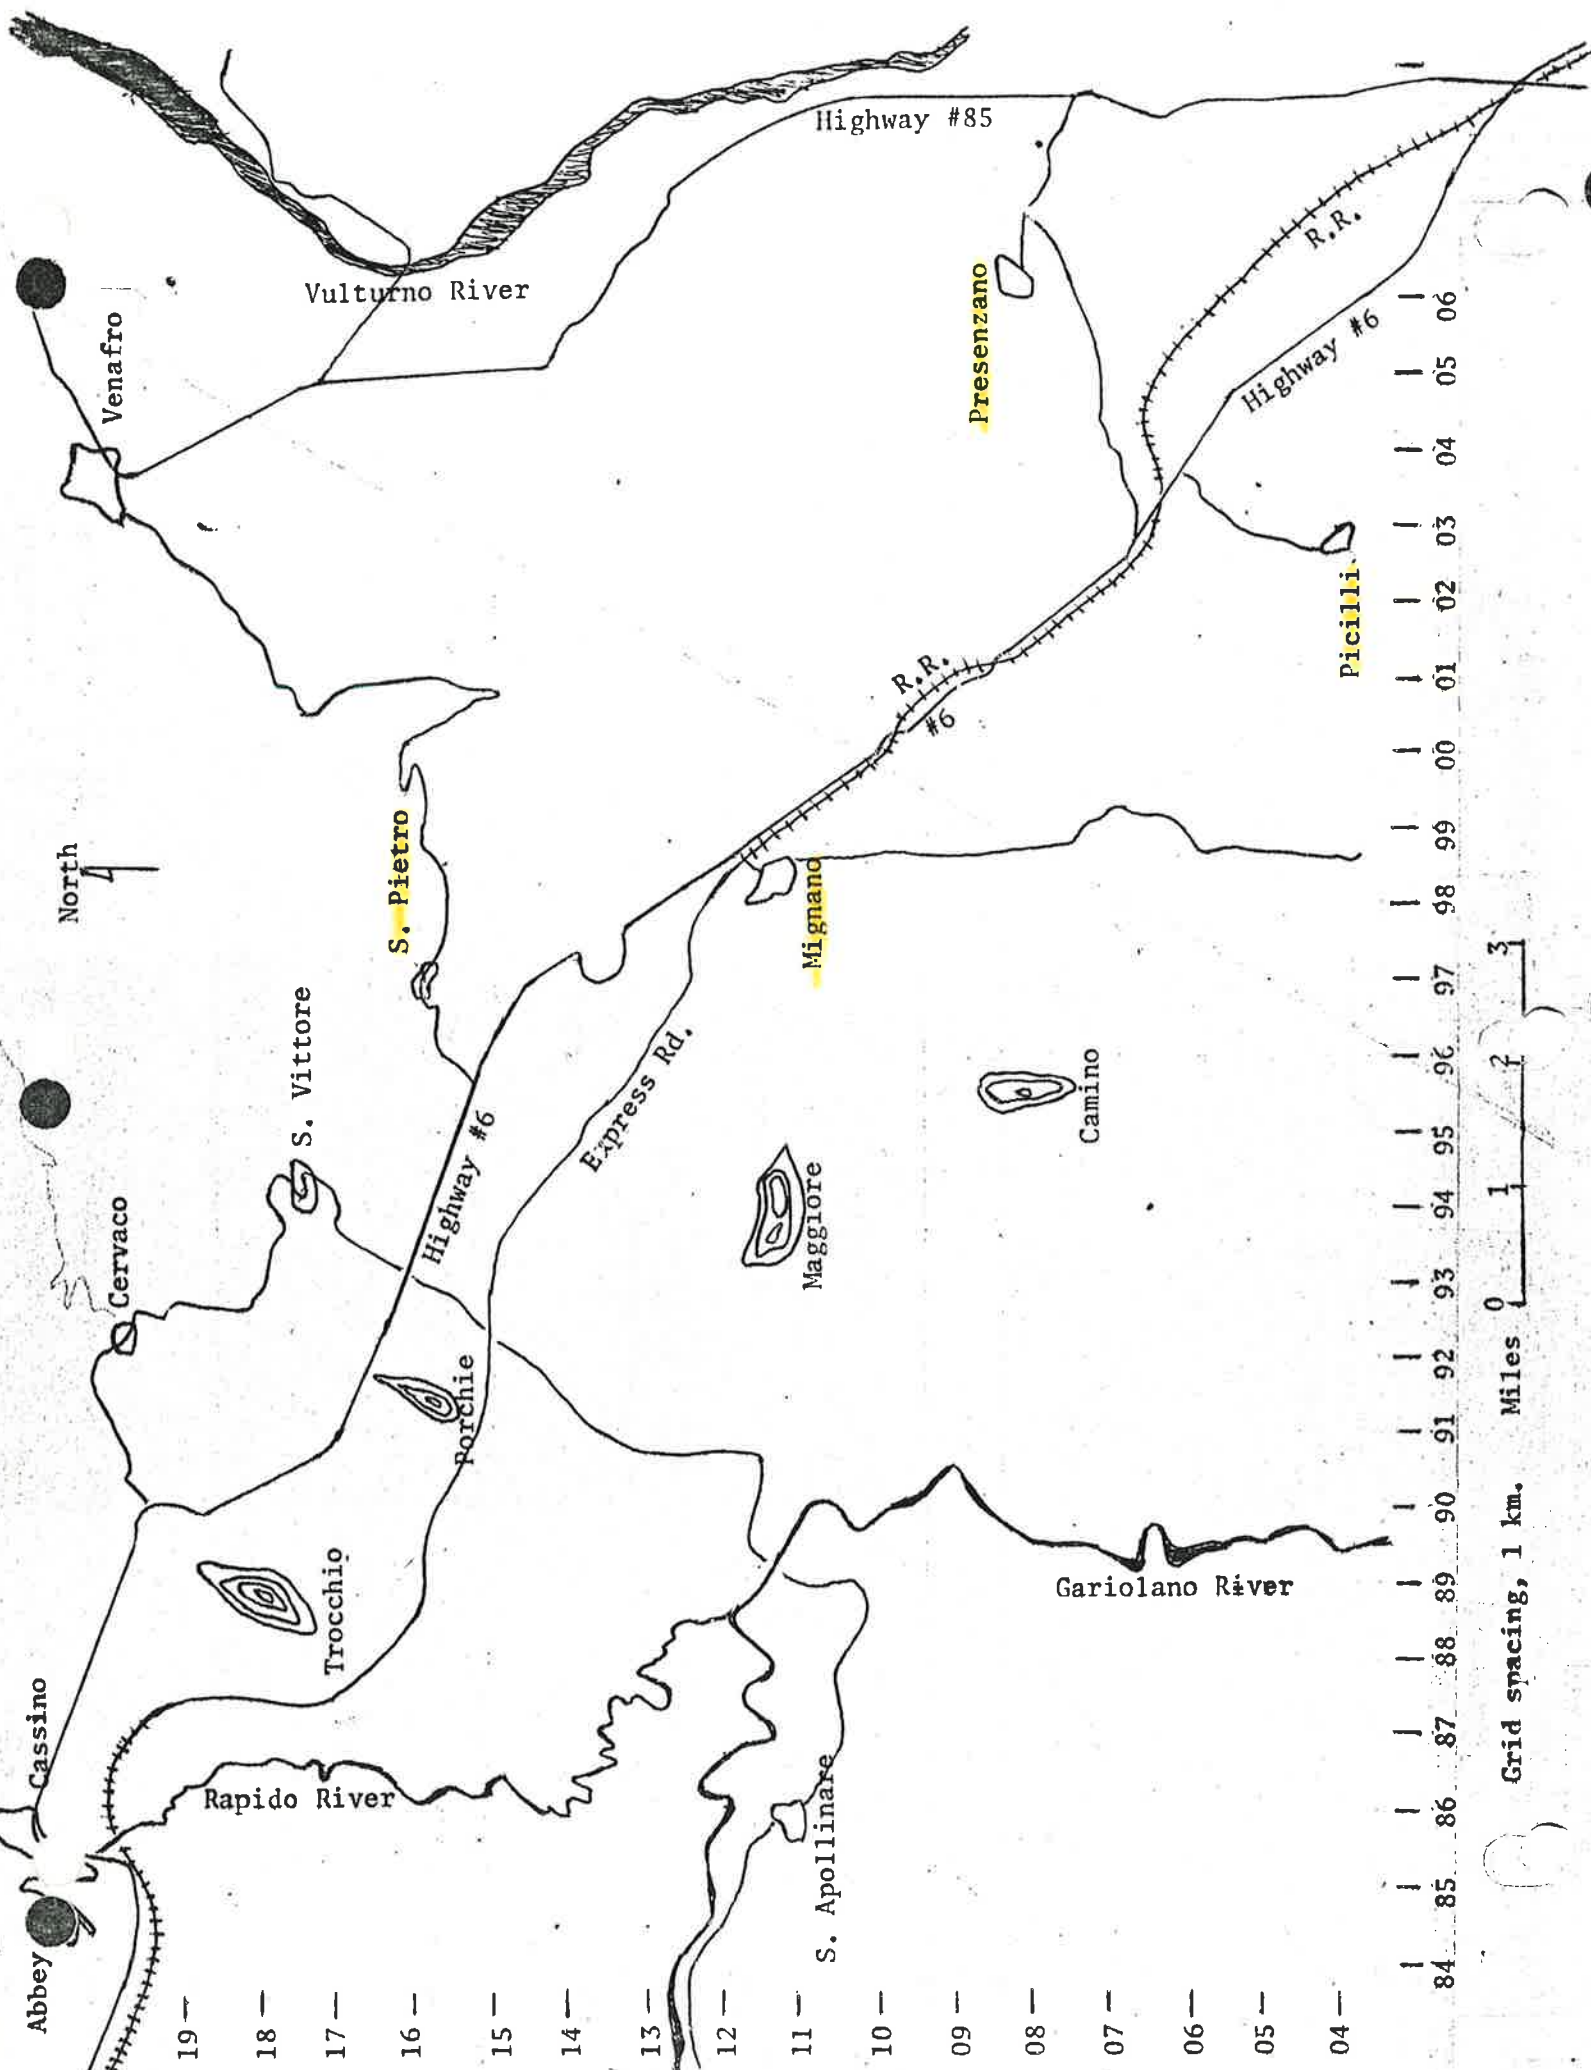 North
Abbey
Cassino
Cervaco
Venafro
S. Vittore
Vulturno River
Trocchio
Rapido River
S. Pietro
Porchie
Highway #6
Express Rd.
Highway #85
Mignano
Maggiore
S. Apollinare
R.R.
#6
Presenzano
Camino
Gariolano River
Highway #6
R.R.
Picilli
19
18
17
16
15
14
13
12
11
10
09
08
07
06
05
04
84 85 86 87 88 89 90 91 92 93 94 95 96 97 98 99 00 01 02 03 04 05 06
Grid spacing, 1 km. Miles 0 1 2 3